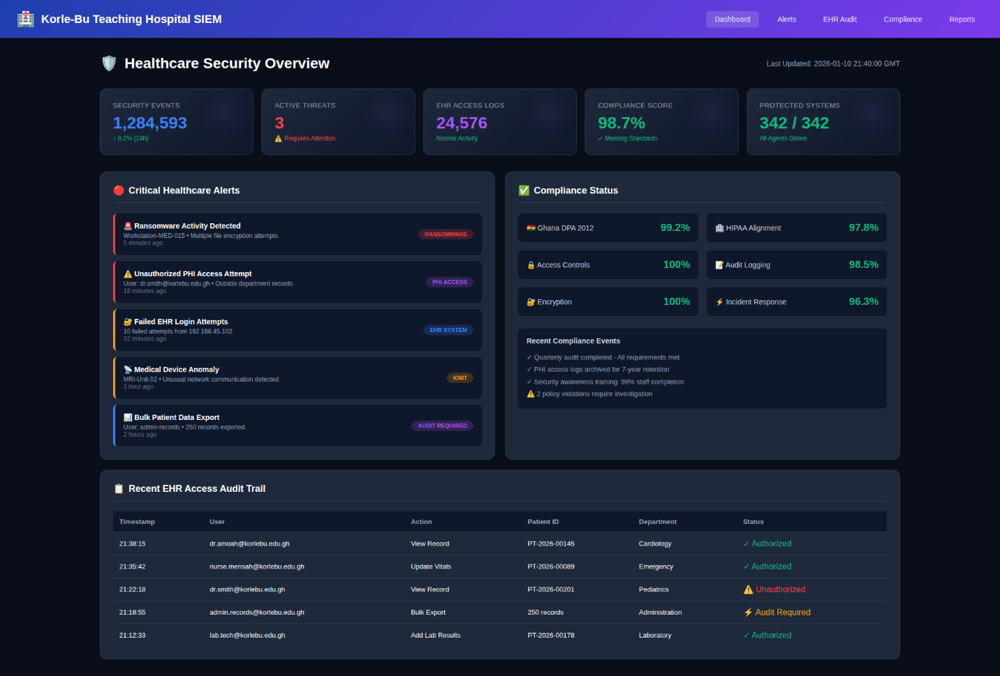 🏥 Korle-Bu Teaching Hospital SIEM
Dashboard Alerts EHR Audit Compliance Reports
🛡️ Healthcare Security Overview
Last Updated: 2026-01-10 21:40:00 GMT
SECURITY EVENTS
1,284,593
↑ 8.2% (24h)
ACTIVE THREATS
3
⚠️ Requires Attention
EHR ACCESS LOGS
24,576
Normal Activity
COMPLIANCE SCORE
98.7%
✓ Meeting Standards
PROTECTED SYSTEMS
342 / 342
All Agents Online
🔴 Critical Healthcare Alerts
🚨 Ransomware Activity Detected
Workstation-MED-015 • Multiple file encryption attempts
5 minutes ago
RANSOMWARE
⚠️ Unauthorized PHI Access Attempt
User: dr.smith@korlebu.edu.gh • Outside department records
18 minutes ago
PHI ACCESS
🔐 Failed EHR Login Attempts
10 failed attempts from 192.168.45.102
32 minutes ago
EHR SYSTEM
📡 Medical Device Anomaly
MRI-Unit-02 • Unusual network communication detected
1 hour ago
IOMT
📊 Bulk Patient Data Export
User: admin-records • 250 records exported
2 hours ago
AUDIT REQUIRED
✅ Compliance Status
🇬🇭 Ghana DPA 2012 99.2%
🏥 HIPAA Alignment 97.8%
🔒 Access Controls 100%
📝 Audit Logging 98.5%
🔐 Encryption 100%
⚡ Incident Response 96.3%
Recent Compliance Events
✓ Quarterly audit completed - All requirements met
✓ PHI access logs archived for 7-year retention
✓ Security awareness training: 98% staff completion
⚠️ 2 policy violations require investigation
📋 Recent EHR Access Audit Trail
Timestamp User Action Patient ID Department Status
21:38:15 dr.amoah@korlebu.edu.gh View Record PT-2026-00145 Cardiology ✓ Authorized
21:35:42 nurse.mensah@korlebu.edu.gh Update Vitals PT-2026-00089 Emergency ✓ Authorized
21:22:18 dr.smith@korlebu.edu.gh View Record PT-2026-00201 Pediatrics ⚠️ Unauthorized
21:18:55 admin.records@korlebu.edu.gh Bulk Export 250 records Administration ⚡ Audit Required
21:12:33 lab.tech@korlebu.edu.gh Add Lab Results PT-2026-00178 Laboratory ✓ Authorized